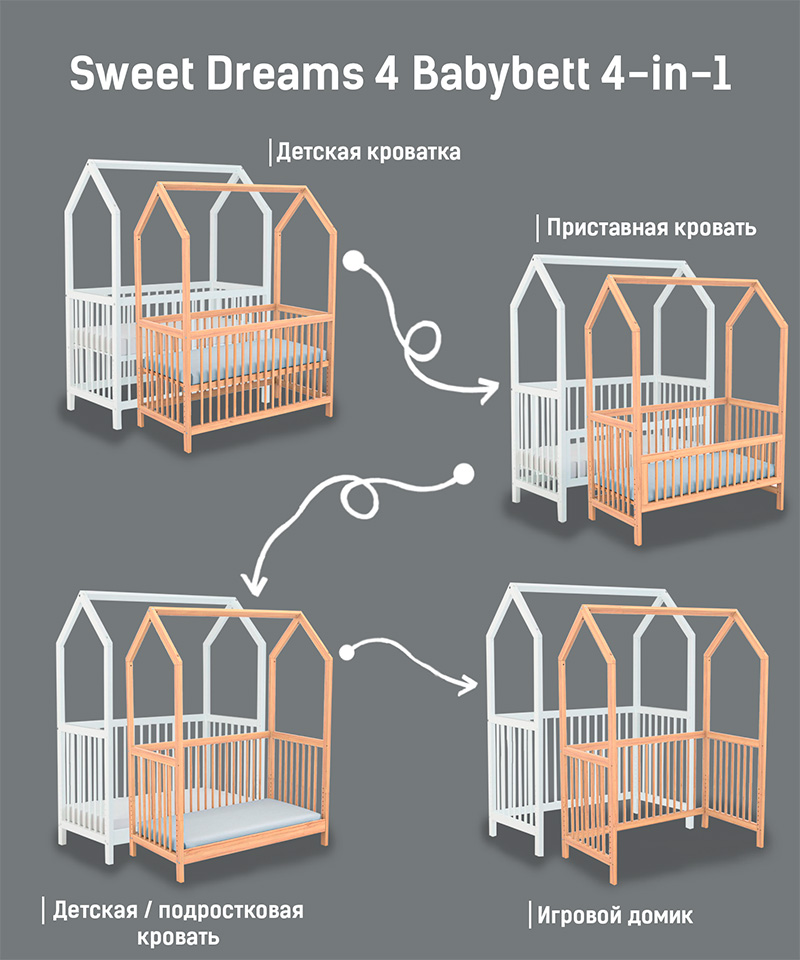 Sweet Dreams 4 Babybett 4-in-1
Детская кроватка
Приставная кровать
Детская / подростковая
кровать
Игровой домик